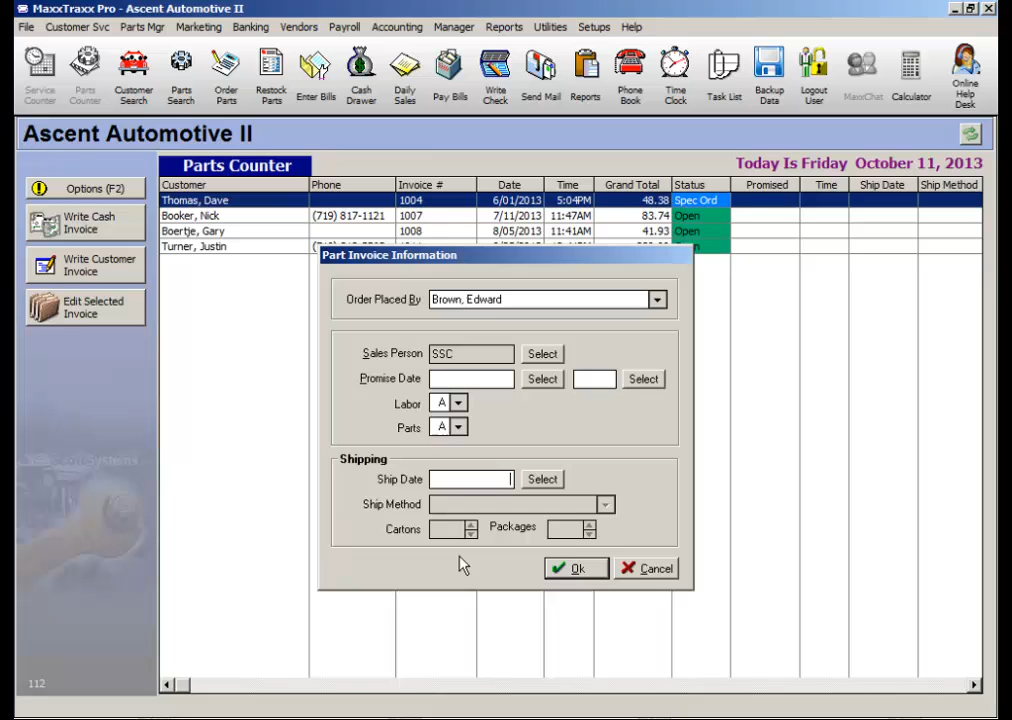 MaxxTraxx Pro - Ascent Automotive II
File Customer Svc Parts Mgr Marketing Banking Vendors Payroll Accounting Manager Reports Utilities Setups Help
Service Counter
Parts Counter
Customer Search
Parts Search
Order Parts
Restock Parts
Enter Bills
Cash Drawer
Daily Sales
Pay Bills
Write Check
Send Mail
Reports
Phone Book
Time Clock
Task List
Backup Data
Logout User
MaxxChat
Calculator
Online Help Desk
Ascent Automotive II
Parts Counter
Today Is Friday October 11, 2013
Options (F2)
Write Cash Invoice
Write Customer Invoice
Edit Selected Invoice
Customer Phone Invoice # Date Time Grand Total Status Promised Time Ship Date Ship Method
Thomas, Dave 1004 6/01/2013 5:04PM 48.38 Spec Ord
Booker, Nick (719) 817-1121 1007 7/11/2013 11:47AM 83.74 Open
Boertje, Gary 1008 8/05/2013 11:41AM 41.93 Open
Turner, Justin
Part Invoice Information
Order Placed By Brown, Edward
Sales Person SSC Select
Promise Date Select Select
Labor A
Parts A
Shipping
Ship Date Select
Ship Method
Cartons Packages
Ok Cancel
112